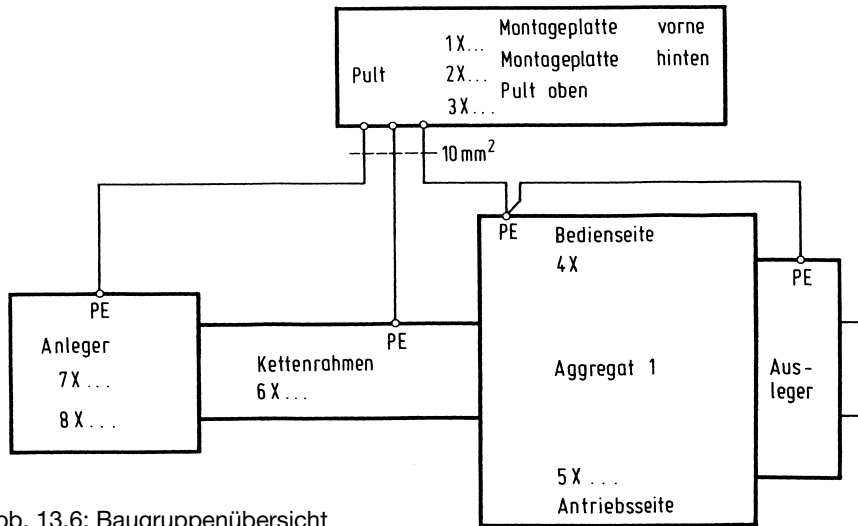 Montageplatte vorne
1X...
Montageplatte hinten
Pult
2X...
Pult oben
3X...
10 mm²
PE
Bedienseite
4X
PE
PE
Anleger
7X...
8X...
PE
Kettenrahmen
6X...
Aggregat 1
Aus-
leger
5X ...
Antriebsseite
bb. 13.6: Baugruppenübersicht